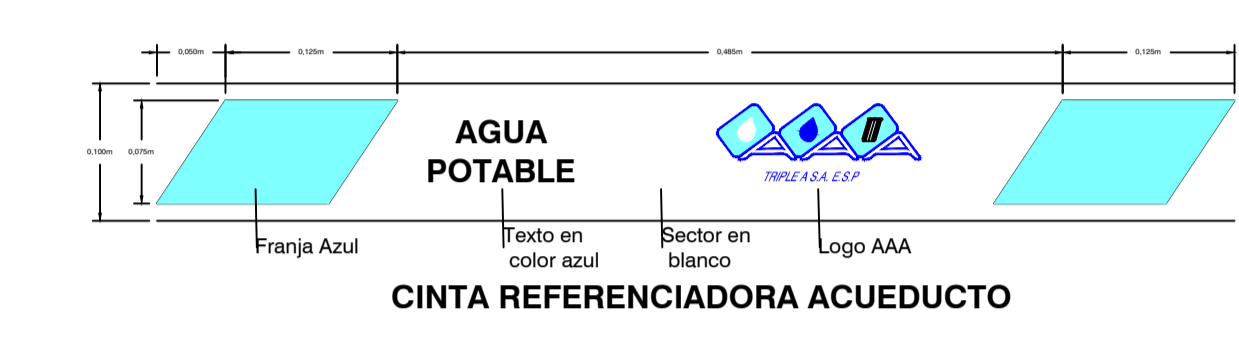 0,050m 0,125m 0,485m 0,125m
0,100m 0,075m
AGUA
POTABLE
TRIPLE A S.A. E.S.P
Franja Azul
Texto en
color azul
Sector en
blanco
Logo AAA
CINTA REFERENCIADORA ACUEDUCTO